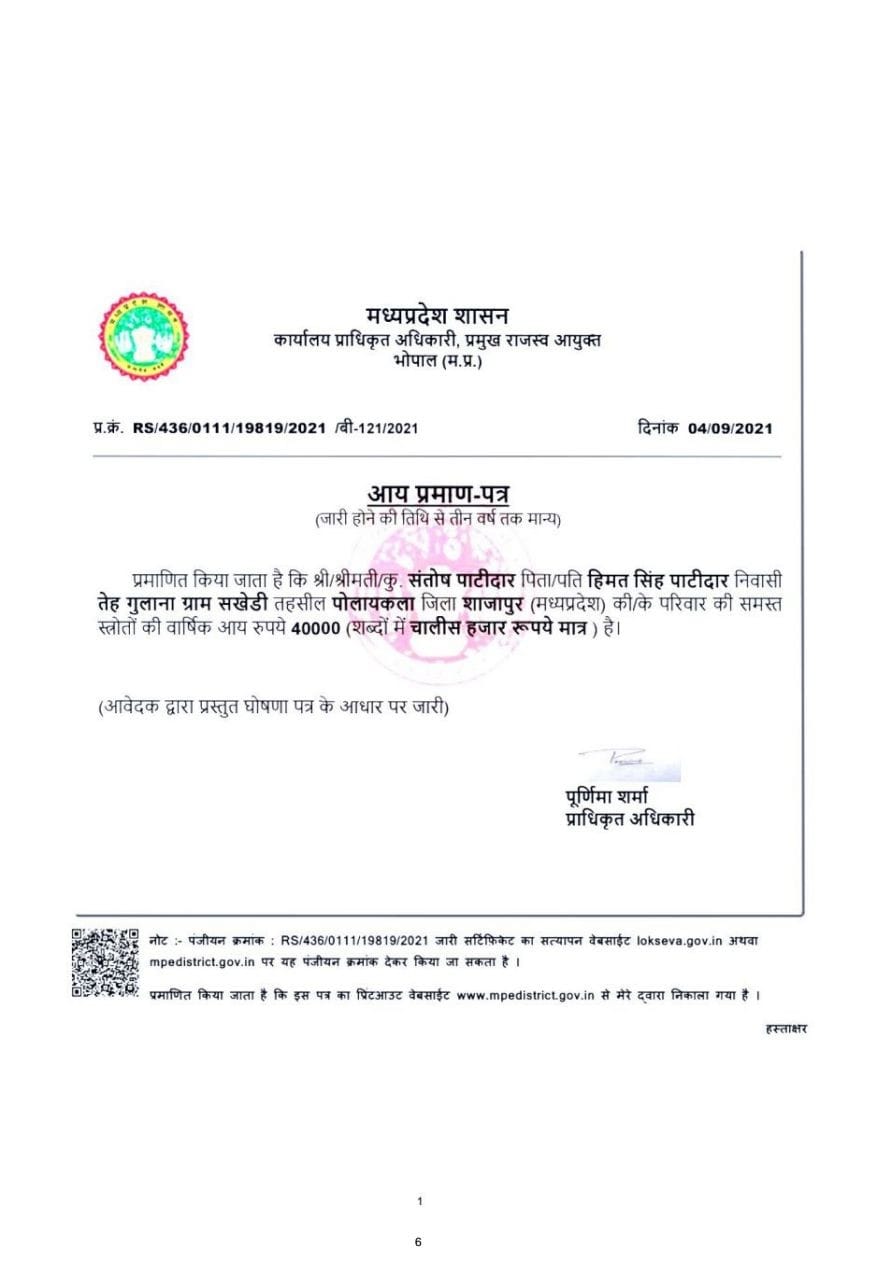 मध्यप्रदेश शासन
कार्यालय प्राधिकृत अधिकारी, प्रमुख राजस्व आयुक्त
भोपाल (म.प्र.)
प्र.क्रं. RS/436/0111/19819/2021 /बी-121/2021 दिनांक 04/09/2021
आय प्रमाण-पत्र
(जारी होने की तिथि से तीन वर्ष तक मान्य)
प्रमाणित किया जाता है कि श्री/श्रीमती/कु. संतोष पाटीदार पिता/पति हिमत सिंह पाटीदार निवासी
तेह गुलाना ग्राम सखेडी तहसील पोलायकला जिला शाजापुर (मध्यप्रदेश) की/के परिवार की समस्त
स्त्रोतों की वार्षिक आय रुपये 40000 (शब्दों में चालीस हजार रूपये मात्र ) है।
(आवेदक द्वारा प्रस्तुत घोषणा पत्र के आधार पर जारी)
पूर्णिमा शर्मा
प्राधिकृत अधिकारी
नोट :- पंजीयन क्रमांक : RS/436/0111/19819/2021 जारी सर्टिफिकेट का सत्यापन वेबसाईट lokseva.gov.in अथवा
mpedistrict.gov.in पर यह पंजीयन क्रमांक देकर किया जा सकता है ।
प्रमाणित किया जाता है कि इस पत्र का प्रिंटआउट वेबसाईट www.mpedistrict.gov.in से मेरे द्वारा निकाला गया है ।
हस्ताक्षर
1
6